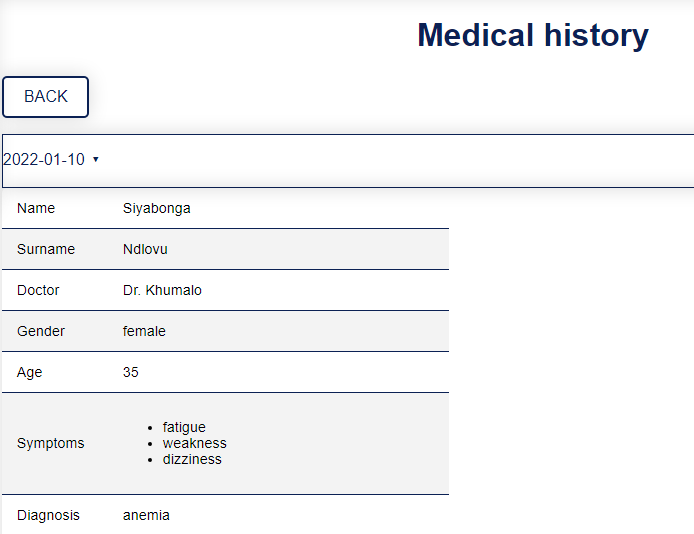 Medical history
BACK
2022-01-10 ▾
Name Siyabonga
Surname Ndlovu
Doctor Dr. Khumalo
Gender female
Age 35
Symptoms
• fatigue
• weakness
• dizziness
Diagnosis anemia